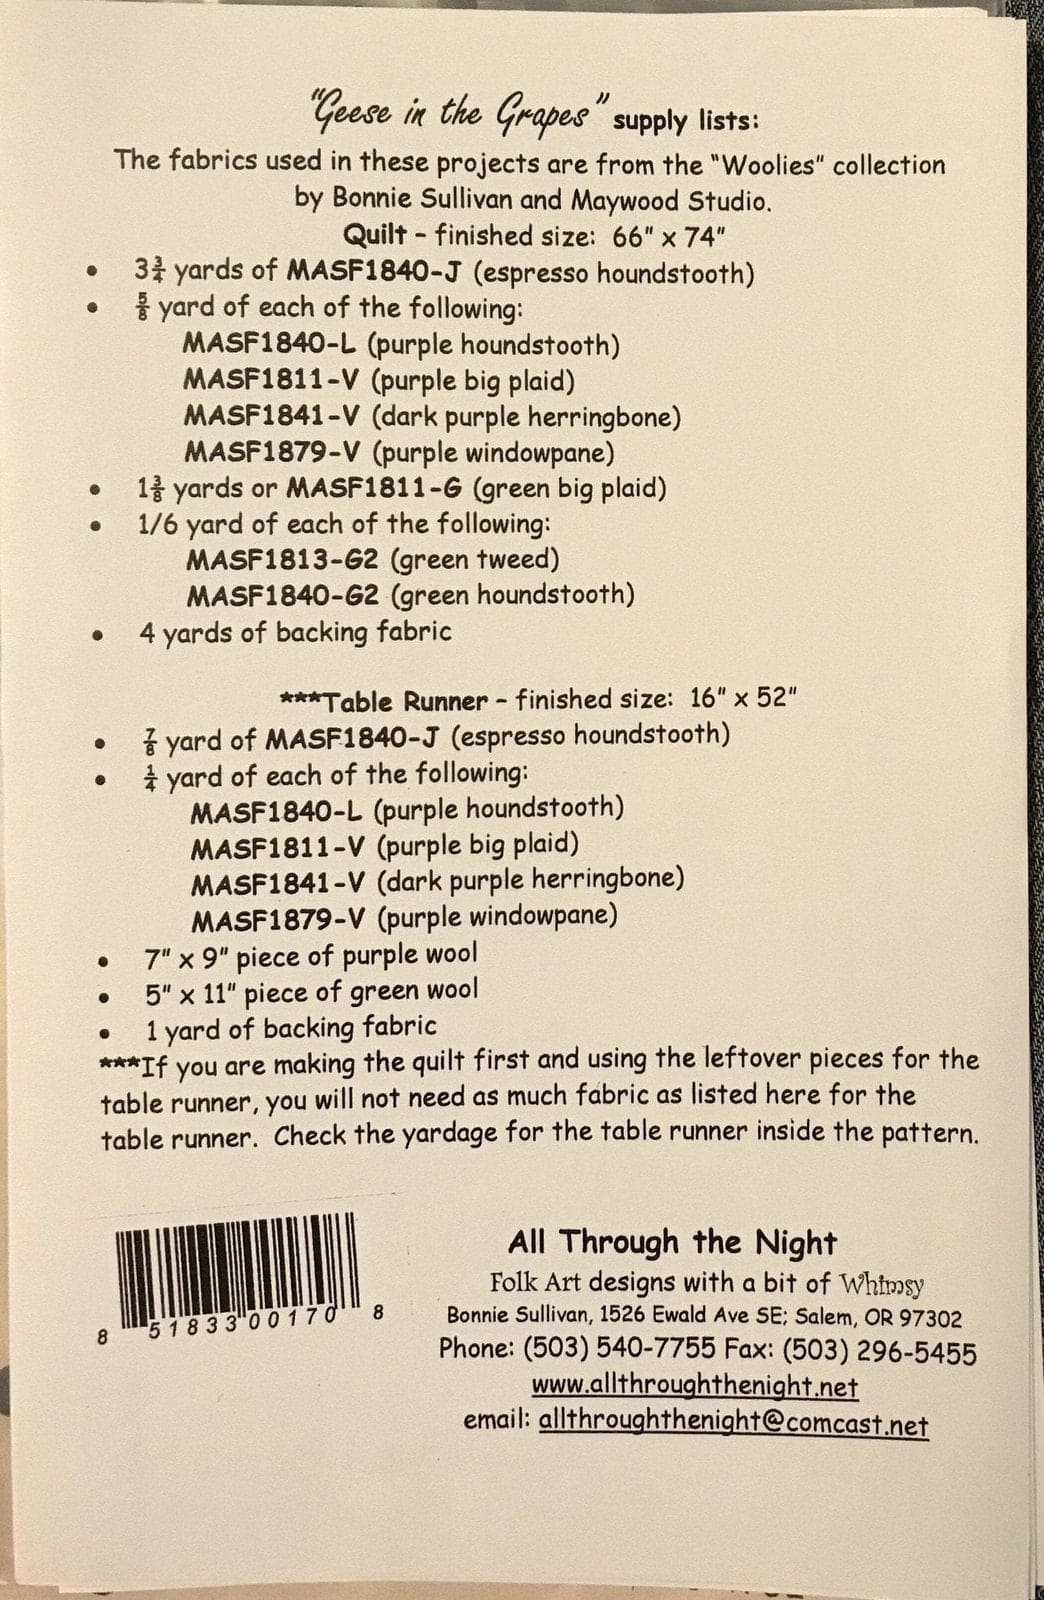 "Geese in the Grapes" supply lists:
The fabrics used in these projects are from the "Woolies" collection
by Bonnie Sullivan and Maywood Studio.
Quilt - finished size: 66" x 74"
• 3¾ yards of MASF1840-J (espresso houndstooth)
• ⅝ yard of each of the following:
MASF1840-L (purple houndstooth)
MASF1811-V (purple big plaid)
MASF1841-V (dark purple herringbone)
MASF1879-V (purple windowpane)
• 1⅜ yards or MASF1811-G (green big plaid)
• 1/6 yard of each of the following:
MASF1813-G2 (green tweed)
MASF1840-G2 (green houndstooth)
• 4 yards of backing fabric
***Table Runner - finished size: 16" x 52"
• ⅞ yard of MASF1840-J (espresso houndstooth)
• ¼ yard of each of the following:
MASF1840-L (purple houndstooth)
MASF1811-V (purple big plaid)
MASF1841-V (dark purple herringbone)
MASF1879-V (purple windowpane)
• 7" x 9" piece of purple wool
• 5" x 11" piece of green wool
• 1 yard of backing fabric
***If you are making the quilt first and using the leftover pieces for the
table runner, you will not need as much fabric as listed here for the
table runner. Check the yardage for the table runner inside the pattern.
8 51833 00170 8
All Through the Night
Folk Art designs with a bit of Whimsy
Bonnie Sullivan, 1526 Ewald Ave SE; Salem, OR 97302
Phone: (503) 540-7755 Fax: (503) 296-5455
www.allthroughthenight.net
email: allthroughthenight@comcast.net